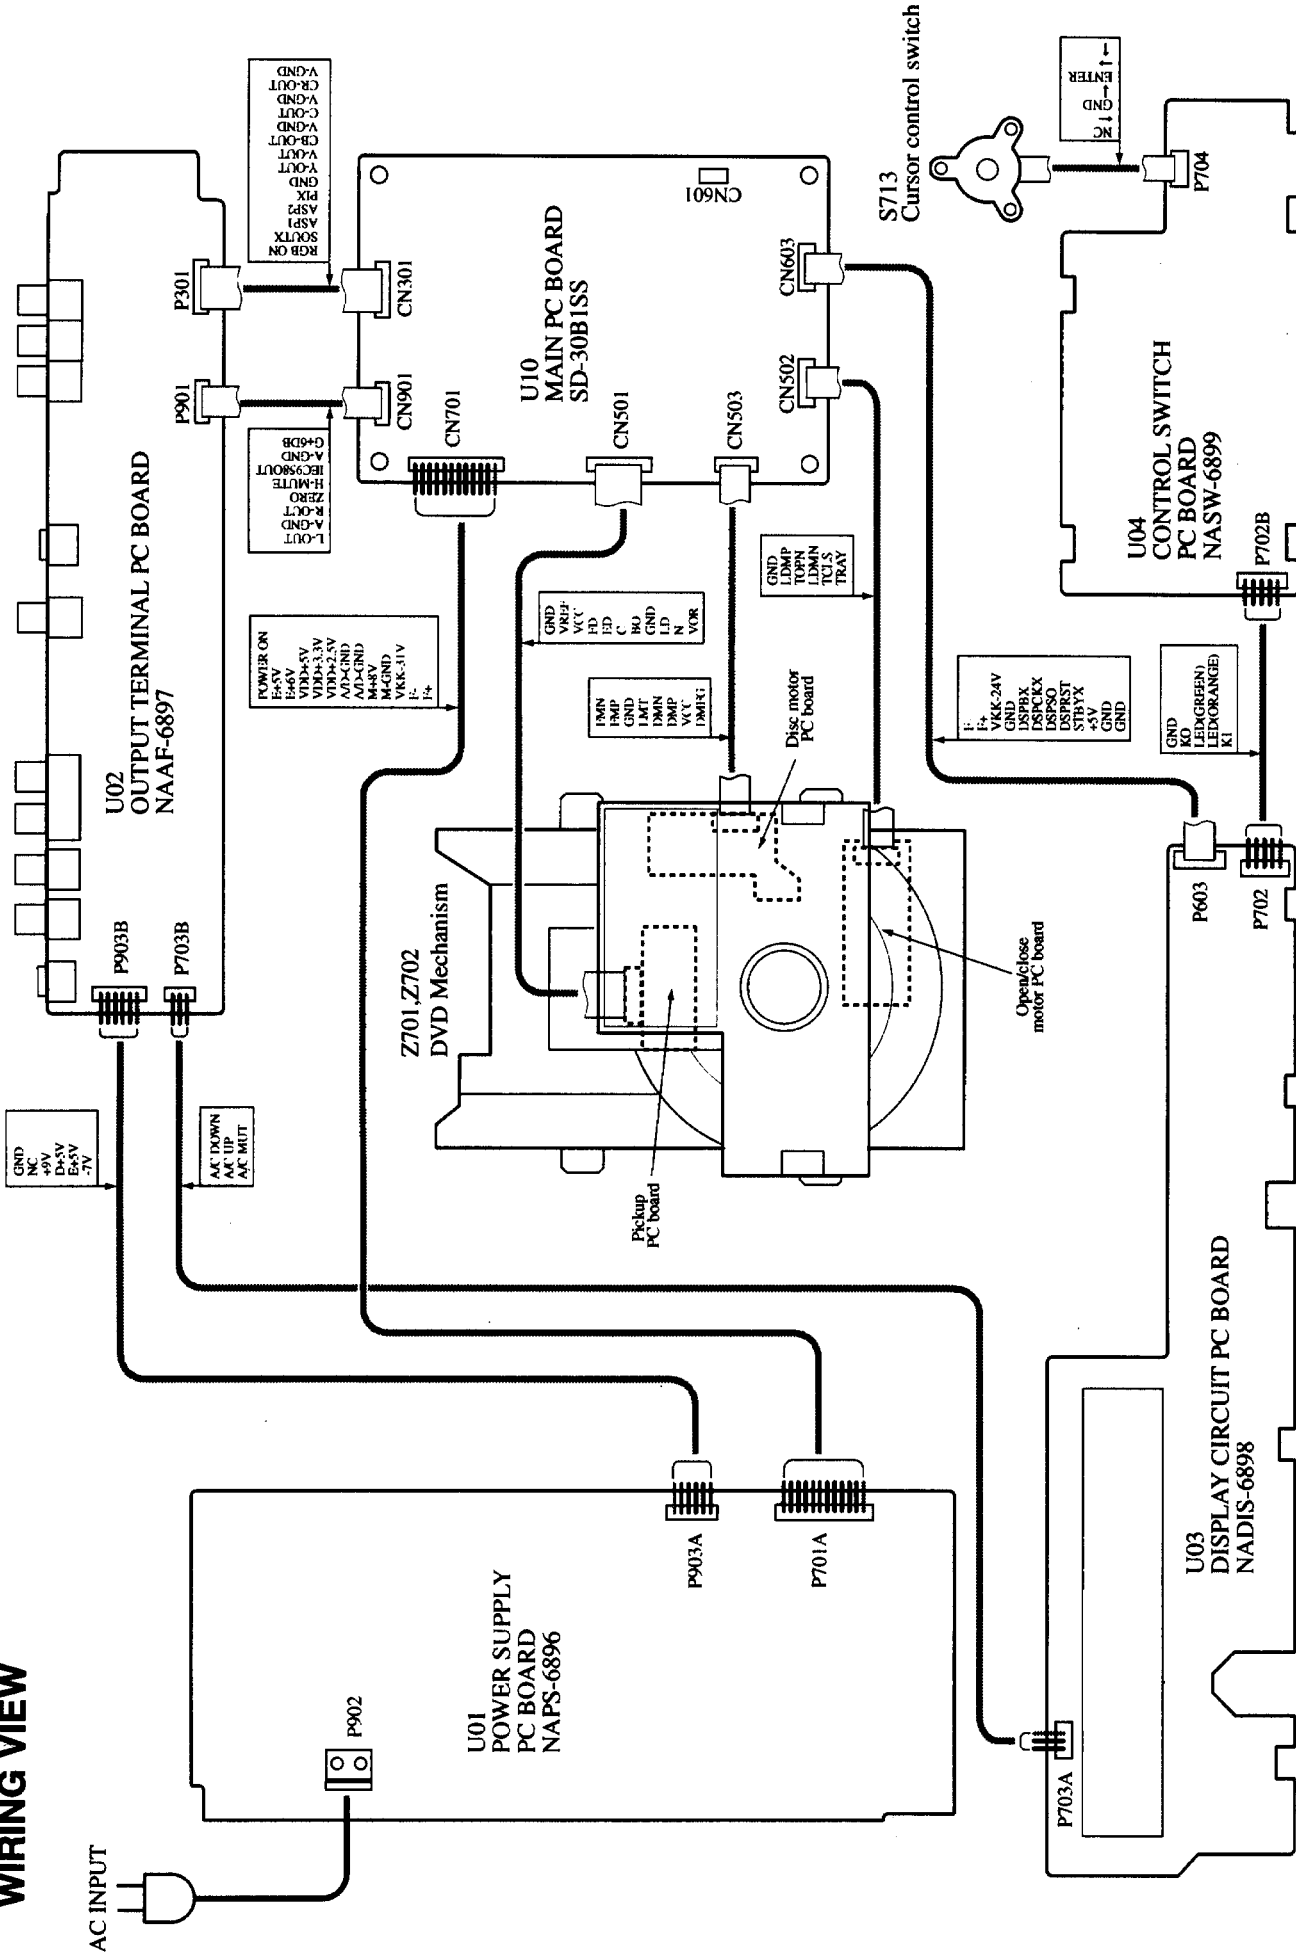 WIRING VIEW
AC INPUT
P902
U01
POWER SUPPLY
PC BOARD
NAPS-6896
P903A
P701A
GND
NC
+9V
D+5V
E+5V
-7V
A/C DOWN
A/C UP
A/C MUT
P903B
P703B
U02
OUTPUT TERMINAL PC BOARD
NAAF-6897
P901
P301
L-OUT
A-GND
R-OUT
ZERO
H-MUTE
IEC958OUT
A-GND
G+6DB
RGB ON
SOUTX
ASP1
ASP2
PIX
GND
Y-OUT
V-OUT
CB-OUT
V-GND
C-OUT
V-GND
CR-OUT
V-GND
CN901
CN301
CN701
POWER ON
E+5V
E+6V
VDD+5V
VDD+3.3V
VDD+2.5V
A/D-GND
A/D-GND
M+8V
M-GND
VKK-31V
F-
F+
U10
MAIN PC BOARD
SD-30B1SS
CN601
CN501
CN503
CN502
CN603
GND
VREF
VCC
C
GND
LD
N
VOR
GND
LMT
DMN
DMP
VCC
DMFG
GND
LDMP
TOPN
LDMN
TCLS
TRAY
Z701,Z702
DVD Mechanism
Pickup
PC board
Disc motor
PC board
Open/close
motor PC board
F-
F+
VKK-24V
GND
DSPBX
DSPCKX
DSPSO
DSPRST
STBYX
+5V
GND
GND
S713
Cursor control switch
NC
↑
GND
←
ENTER
↑
→
P704
U04
CONTROL SWITCH
PC BOARD
NASW-6899
P702B
GND
KO
LED(GREEN)
LED(ORANGE)
K1
P603
P702
U03
DISPLAY CIRCUIT PC BOARD
NADIS-6898
P703A